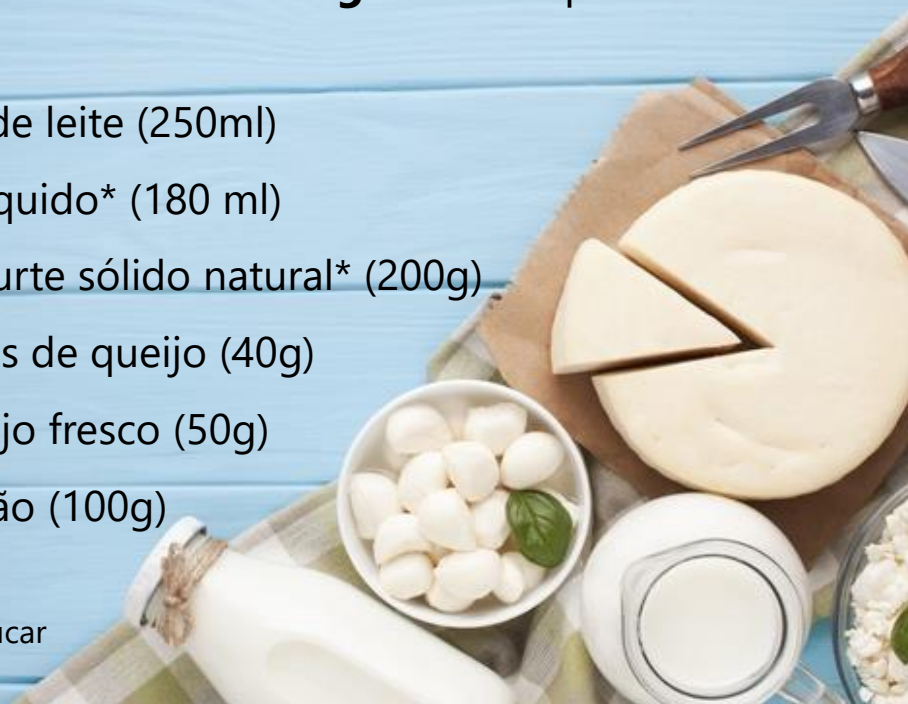 de leite (250ml)
quido* (180 ml)
urte sólido natural* (200g)
s de queijo (40g)
jo fresco (50g)
ão (100g)
car